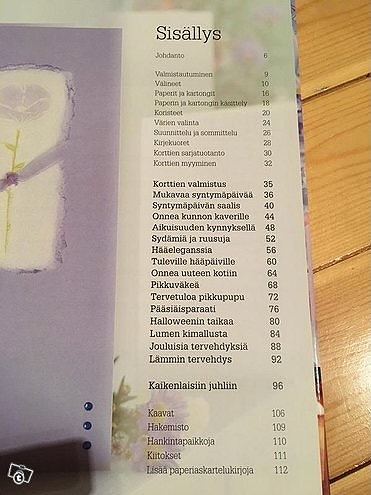 Sisällys
Johdanto 6
Valmistautuminen 9
Välineet 10
Paperit ja kartongit 16
Paperin ja kartongin käsittely 18
Koristeet 20
Värien valinta 24
Suunnittelu ja sommittelu 26
Kirjekuoret 28
Korttien sarjatuotanto 30
Korttien myyminen 32
Korttien valmistus 35
Mukavaa syntymäpäivää 36
Syntymäpäivän saalis 40
Onnea kunnon kaverille 44
Aikuisuuden kynnyksellä 48
Sydämiä ja ruusuja 52
Hääeleganssia 56
Tuleville hääpäiville 60
Onnea uuteen kotiin 64
Pikkuväkeä 68
Tervetuloa pikkupupu 72
Pääsiäisparaati 76
Halloweenin taikaa 80
Lumen kimallusta 84
Jouluisia tervehdyksiä 88
Lämmin tervehdys 92
Kaikenlaisiin juhliin 96
Kaavat 106
Hakemisto 109
Hankintapaikkoja 110
Kiitokset 111
Lisää paperiaskartelukirjoja 112